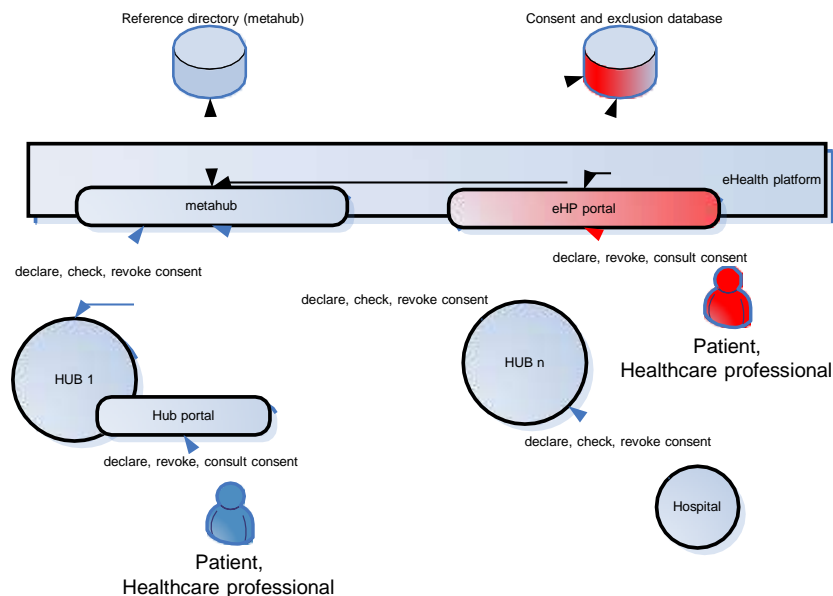 Reference directory (metahub)
Consent and exclusion database
eHealth platform
metahub
eHP portal
declare, check, revoke consent
declare, revoke, consult consent
declare, check, revoke consent
Patient,
Healthcare professional
HUB 1
HUB n
Hub portal
declare, check, revoke consent
declare, revoke, consult consent
Hospital
Patient,
Healthcare professional